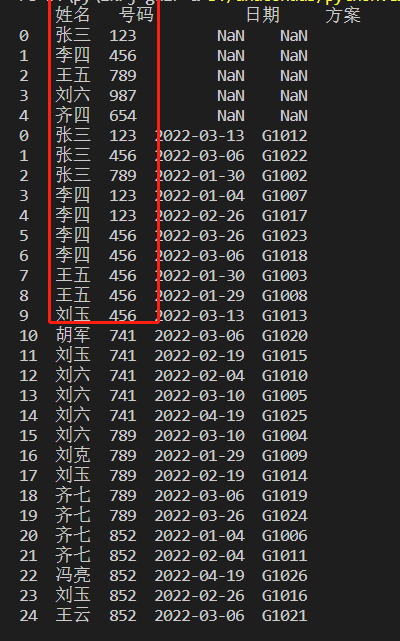 姓名 号码 日期 方案
0 张三 123 NaN NaN
1 李四 456 NaN NaN
2 王五 789 NaN NaN
3 刘六 987 NaN NaN
4 齐四 654 NaN NaN
0 张三 123 2022-03-13 G1012
1 张三 456 2022-03-06 G1022
2 张三 789 2022-01-30 G1002
3 李四 123 2022-01-04 G1007
4 李四 123 2022-02-26 G1017
5 李四 456 2022-03-26 G1023
6 李四 456 2022-03-06 G1018
7 王五 456 2022-01-30 G1003
8 王五 456 2022-01-29 G1008
9 刘玉 456 2022-03-13 G1013
10 胡军 741 2022-03-06 G1020
11 刘玉 741 2022-02-19 G1015
12 刘六 741 2022-02-04 G1010
13 刘六 741 2022-03-10 G1005
14 刘六 741 2022-04-19 G1025
15 刘六 789 2022-03-10 G1004
16 刘克 789 2022-01-29 G1009
17 刘玉 789 2022-02-19 G1014
18 齐七 789 2022-03-06 G1019
19 齐七 789 2022-03-26 G1024
20 齐七 852 2022-01-04 G1006
21 齐七 852 2022-02-04 G1011
22 冯亮 852 2022-04-19 G1026
23 刘玉 852 2022-02-26 G1016
24 王云 852 2022-03-06 G1021